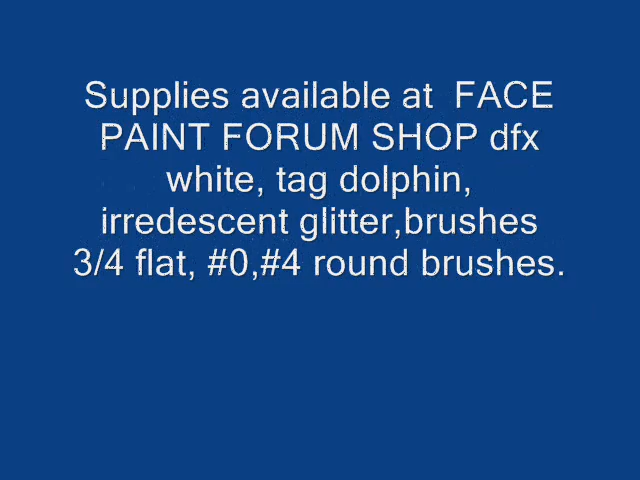 Supplies available at  FACE
PAINT FORUM SHOP dfx
white, tag dolphin,
irredescent glitter,brushes
3/4 flat, #0,#4 round brushes.